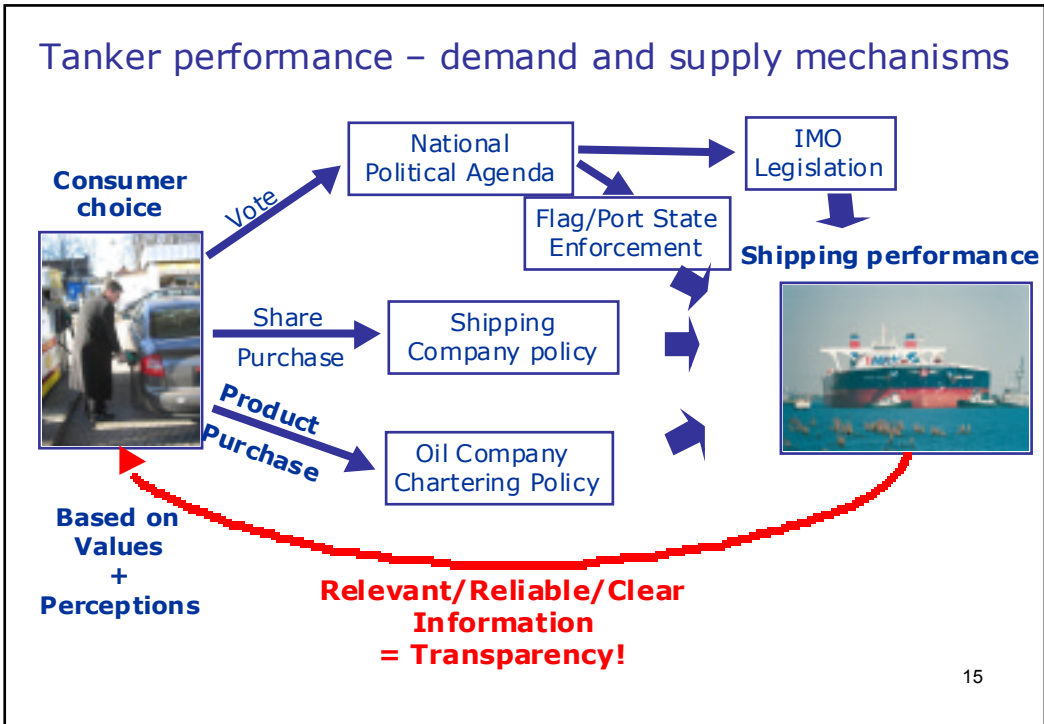 Tanker performance – demand and supply mechanisms
Consumer
choice
Vote
National
Political Agenda
IMO
Legislation
Flag/Port State
Enforcement
Shipping performance
Share
Purchase
Shipping
Company policy
Product
Purchase
Oil Company
Chartering Policy
Based on
Values
+
Perceptions
Relevant/Reliable/Clear
Information
= Transparency!
15